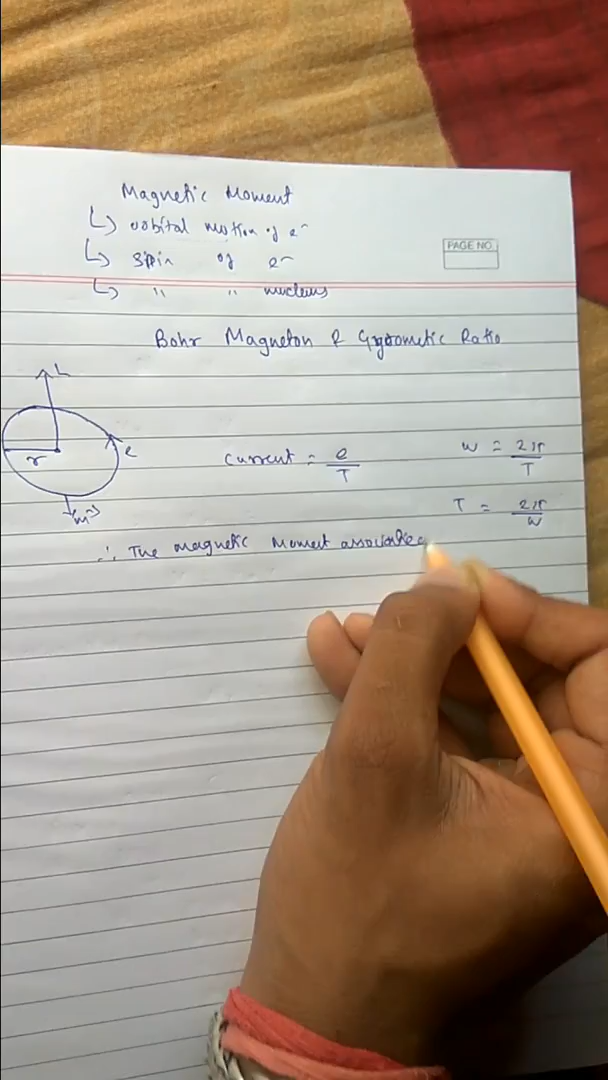 Magnetic Moment
↳ orbital motion of e⁻
↳ spin of e⁻
↳ " " nucleus
PAGE NO.
Bohr Magneton & Gyrometic Ratio
L
r
e
m
current = e/T
ω = 2π/T
T = 2π/ω
∴ The magnetic Moment associated